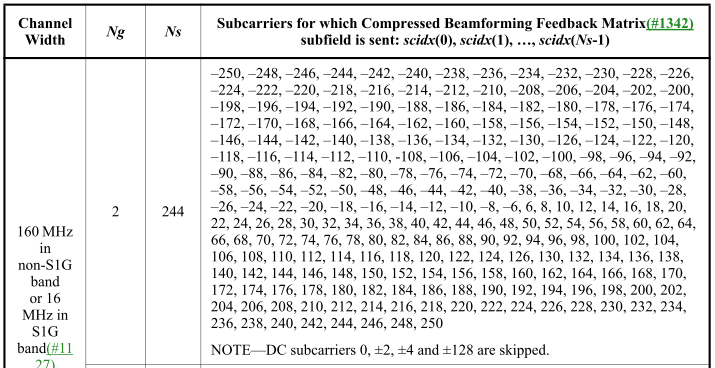 Channel Width
Ng
Ns
Subcarriers for which Compressed Beamforming Feedback Matrix(#1342)
subfield is sent: scidx(0), scidx(1), …, scidx(Ns-1)
160 MHz
in
non-S1G
band
or 16
MHz in
S1G
band(#11
27)
2
244
–250, –248, –246, –244, –242, –240, –238, –236, –234, –232, –230, –228, –226,
–224, –222, –220, –218, –216, –214, –212, –210, –208, –206, –204, –202, –200,
–198, –196, –194, –192, –190, –188, –186, –184, –182, –180, –178, –176, –174,
–172, –170, –168, –166, –164, –162, –160, –158, –156, –154, –152, –150, –148,
–146, –144, –142, –140, –138, –136, –134, –132, –130, –126, –124, –122, –120,
–118, –116, –114, –112, –110, -108, –106, –104, –102, –100, –98, –96, –94, –92,
–90, –88, –86, –84, –82, –80, –78, –76, –74, –72, –70, –68, –66, –64, –62, –60,
–58, –56, –54, –52, –50, –48, –46, –44, –42, –40, –38, –36, –34, –32, –30, –28,
–26, –24, –22, –20, –18, –16, –14, –12, –10, –8, –6, 6, 8, 10, 12, 14, 16, 18, 20,
22, 24, 26, 28, 30, 32, 34, 36, 38, 40, 42, 44, 46, 48, 50, 52, 54, 56, 58, 60, 62, 64,
66, 68, 70, 72, 74, 76, 78, 80, 82, 84, 86, 88, 90, 92, 94, 96, 98, 100, 102, 104,
106, 108, 110, 112, 114, 116, 118, 120, 122, 124, 126, 130, 132, 134, 136, 138,
140, 142, 144, 146, 148, 150, 152, 154, 156, 158, 160, 162, 164, 166, 168, 170,
172, 174, 176, 178, 180, 182, 184, 186, 188, 190, 192, 194, 196, 198, 200, 202,
204, 206, 208, 210, 212, 214, 216, 218, 220, 222, 224, 226, 228, 230, 232, 234,
236, 238, 240, 242, 244, 246, 248, 250
NOTE—DC subcarriers 0, ±2, ±4 and ±128 are skipped.